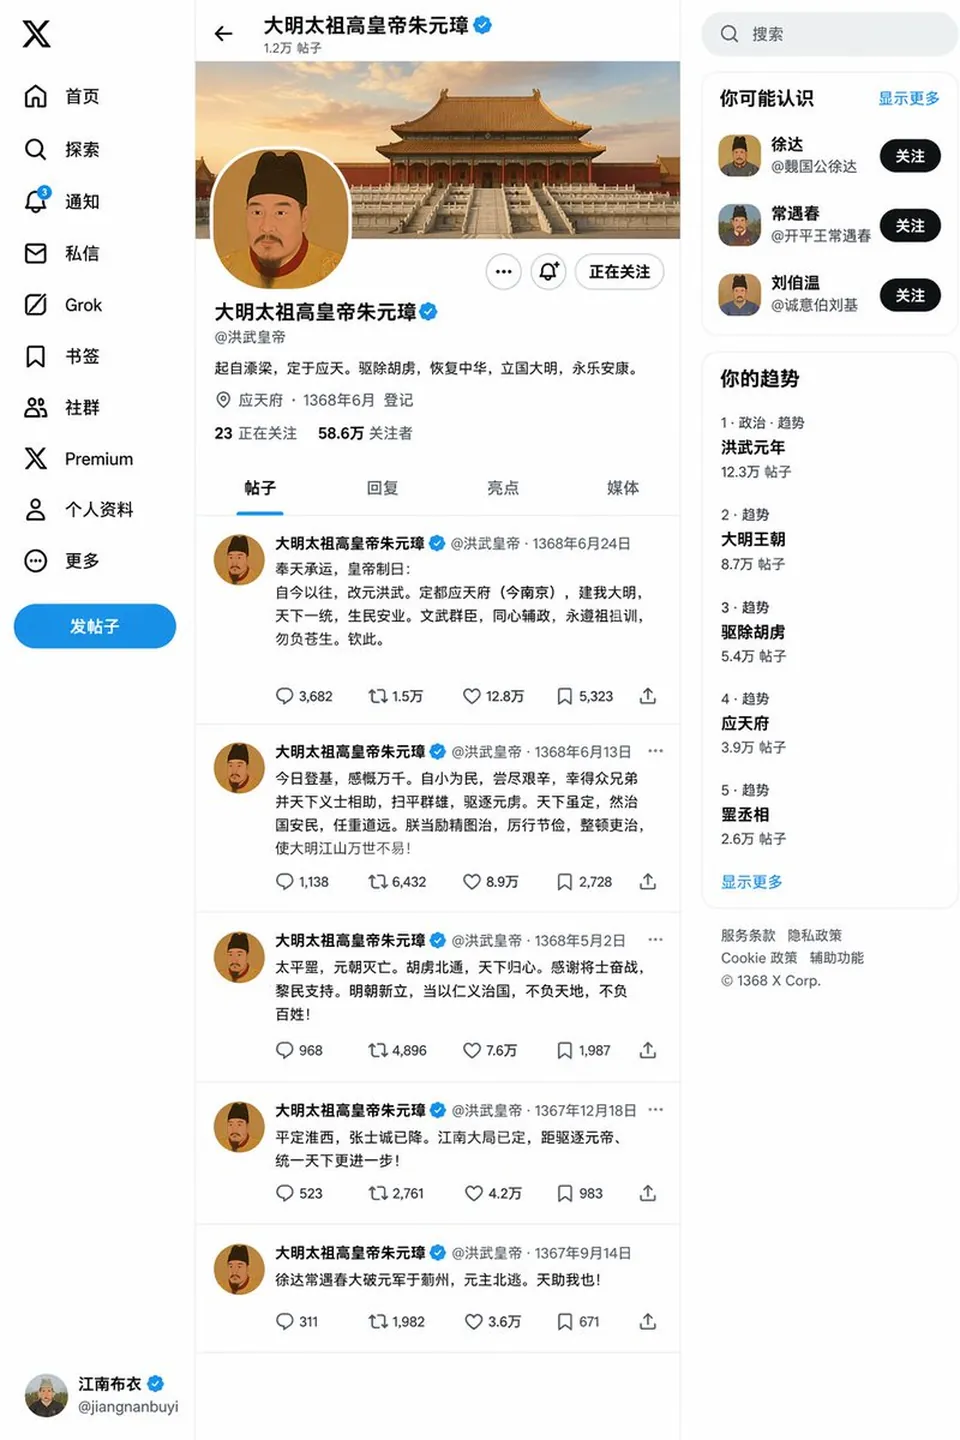 首页
探索
3
通知
私信
Grok
书签
社群
Premium
个人资料
更多
发帖子
江南布衣
@jiangnanbuyi
大明太祖高皇帝朱元璋
1.2万 帖子
正在关注
大明太祖高皇帝朱元璋
@洪武皇帝
起自濠梁，定于应天。驱除胡虏，恢复中华，立国大明，永乐安康。
应天府 · 1368年6月 登记
23 正在关注 58.6万 关注者
帖子 回复 亮点 媒体
大明太祖高皇帝朱元璋 @洪武皇帝 · 1368年6月24日
奉天承运，皇帝制曰：
自今以往，改元洪武。定都应天府（今南京），建我大明，
天下一统，生民安业。文武群臣，同心辅政，永遵祖训，
勿负苍生。钦此。
3,682 1.5万 12.8万 5,323
大明太祖高皇帝朱元璋 @洪武皇帝 · 1368年6月13日
今日登基，感慨万千。自小为民，尝尽艰辛，幸得众兄弟
并天下义士相助，扫平群雄，驱逐元虏。天下虽定，然治
国安民，任重道远。朕当励精图治，厉行节俭，整顿吏治，
使大明江山万世不易！
1,138 6,432 8.9万 2,728
大明太祖高皇帝朱元璋 @洪武皇帝 · 1368年5月2日
太平罡，元朝灭亡。胡虏北遁，天下归心。感谢将士奋战，
黎民支持。明朝新立，当以仁义治国，不负天地，不负
百姓！
968 4,896 7.6万 1,987
大明太祖高皇帝朱元璋 @洪武皇帝 · 1367年12月18日
平定淮西，张士诚已降。江南大局已定，距驱逐元帝、
统一天下更进一步！
523 2,761 4.2万 983
大明太祖高皇帝朱元璋 @洪武皇帝 · 1367年9月14日
徐达常遇春大破元军于蓟州，元主北逃。天助我也！
311 1,982 3.6万 671
搜索
你可能认识 显示更多
徐达
国公徐达
关注
常遇春
@开平王常遇春
关注
刘伯温
@诚意伯刘基
关注
你的趋势
1 · 政治 · 趋势
洪武元年
12.3万 帖子
2 · 趋势
大明王朝
8.7万 帖子
3 · 趋势
驱除胡虏
5.4万 帖子
4 · 趋势
应天府
3.9万 帖子
5 · 趋势
罡丞相
2.6万 帖子
显示更多
服务条款 隐私政策
Cookie 政策 辅助功能
© 1368 X Corp.